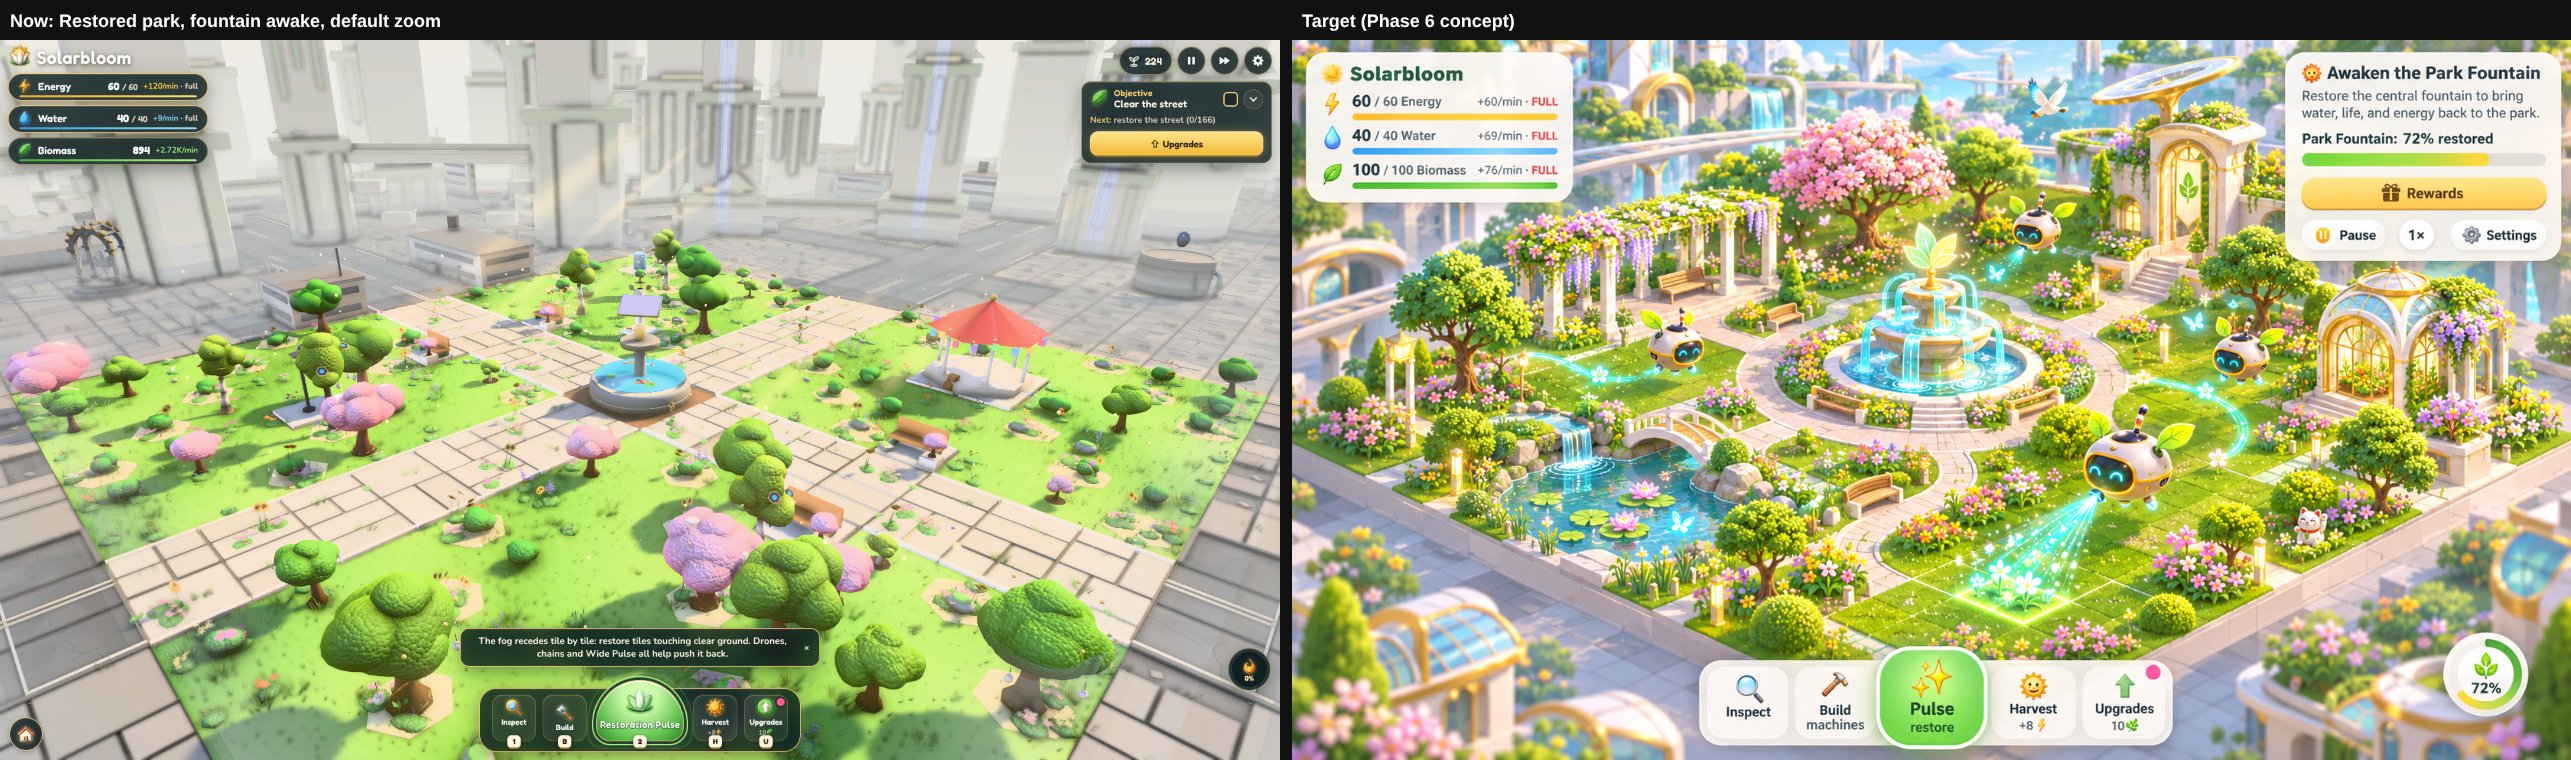 Now: Restored park, fountain awake, default zoom
Solarbloom
Energy 60 / 60 +120/min · full
Water 40 / 40 +9/min · full
Biomass 894 +2.72K/min
224
Objective
Clear the street
Next: restore the street (0/166)
⇧ Upgrades
The fog recedes tile by tile: restore tiles touching clear ground. Drones,
chains and Wide Pulse all help push it back.
×
0%
Inspect
Build
Restoration Pulse
Harvest
Upgrades
+8
10
1
B
2
H
U
Target (Phase 6 concept)
Solarbloom
60 / 60 Energy +60/min · FULL
40 / 40 Water +69/min · FULL
100 / 100 Biomass +76/min · FULL
Awaken the Park Fountain
Restore the central fountain to bring
water, life, and energy back to the park.
Park Fountain: 72% restored
Rewards
Pause
1×
Settings
Inspect
Build
machines
Pulse
restore
Harvest
+8
Upgrades
10
72%